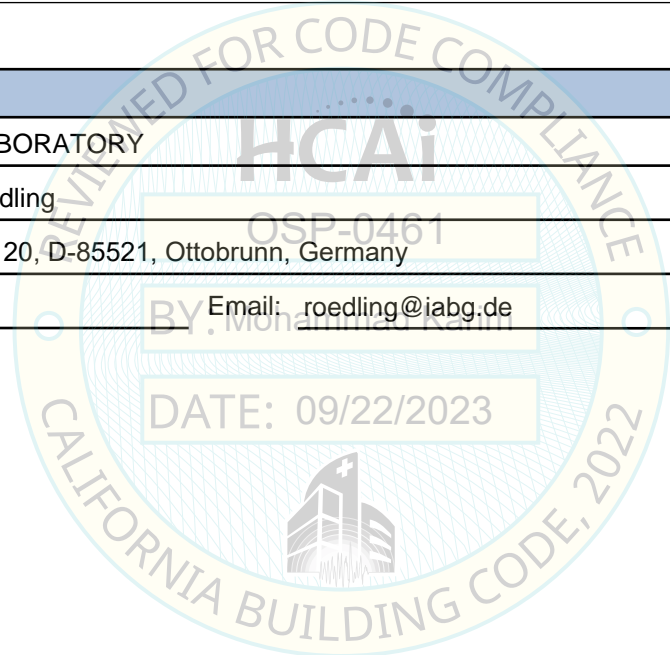 REVIEWED FOR CODE COMPLIANCE
HCAi
BORATORY
dling
OSP-0461
20, D-85521, Ottobrunn, Germany
Email: roedling@iabg.de
BY: Mohammad Karim
DATE: 09/22/2023
CALIFORNIA BUILDING CODE, 2022